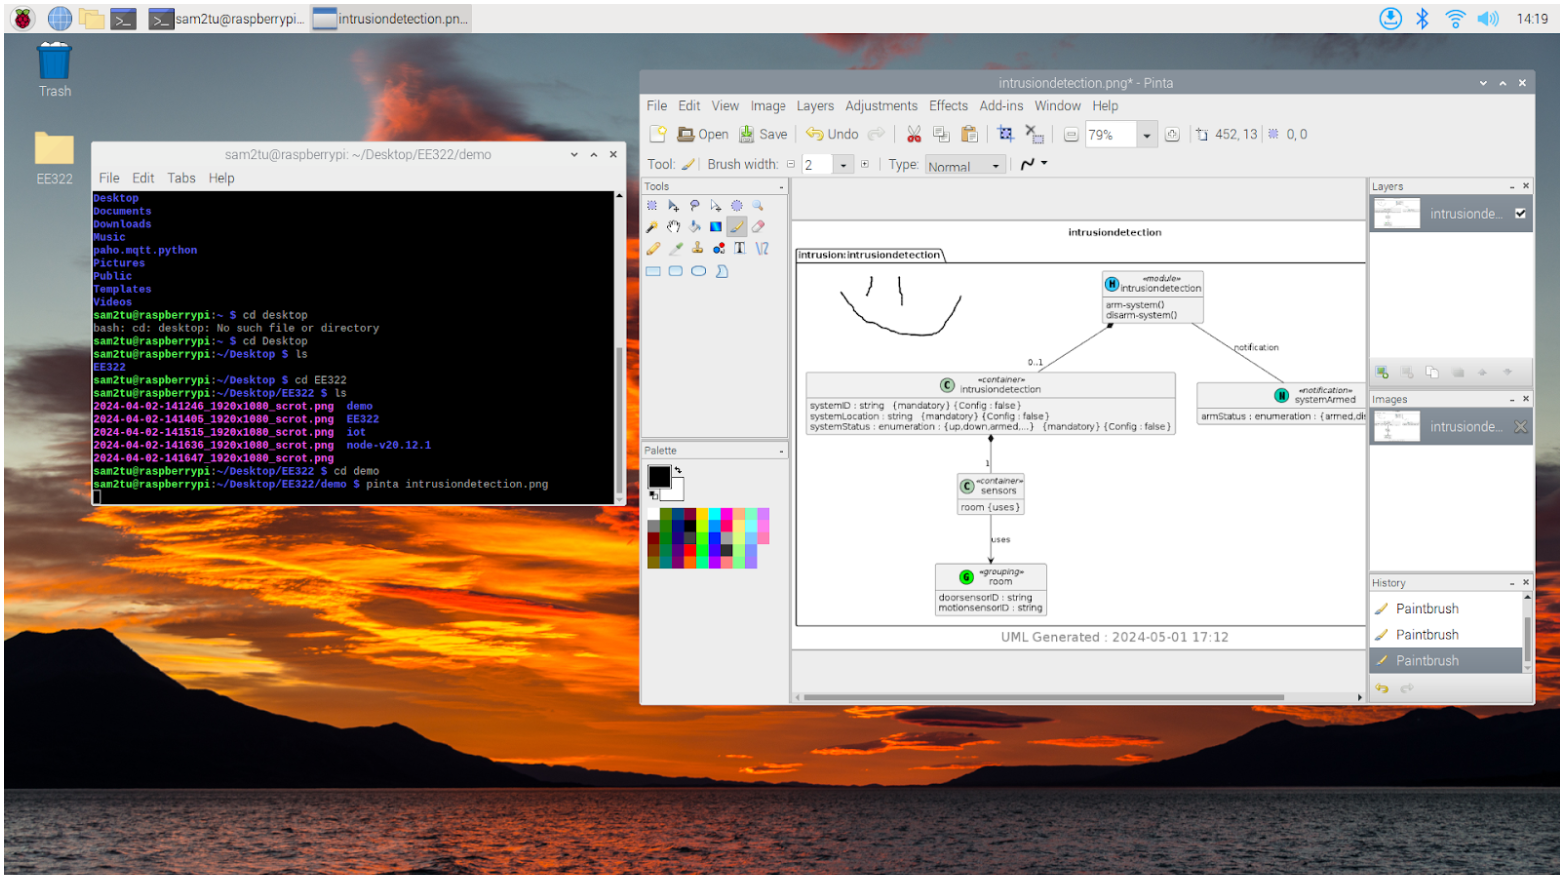 sam2tu@raspberrypi...
intrusiondetection.pn...
14:19
Trash
EE322
sam2tu@raspberrypi: ~/Desktop/EE322/demo
File Edit Tabs Help
Desktop
Documents
Downloads
Music
paho.mqtt.python
Pictures
Public
Templates
Videos
sam2tu@raspberrypi:~ $ cd desktop
bash: cd: desktop: No such file or directory
sam2tu@raspberrypi:~ $ cd Desktop
sam2tu@raspberrypi:~/Desktop $ ls
EE322
sam2tu@raspberrypi:~/Desktop $ cd EE322
sam2tu@raspberrypi:~/Desktop/EE322 $ ls
2024-04-02-141246_1920x1080_scrot.png demo
2024-04-02-141405_1920x1080_scrot.png EE322
2024-04-02-141515_1920x1080_scrot.png iot
2024-04-02-141636_1920x1080_scrot.png node-v20.12.1
2024-04-02-141647_1920x1080_scrot.png
sam2tu@raspberrypi:~/Desktop/EE322 $ cd demo
sam2tu@raspberrypi:~/Desktop/EE322/demo $ pinta intrusiondetection.png
intrusiondetection.png* - Pinta
File Edit View Image Layers Adjustments Effects Add-ins Window Help
Open Save Undo 79% 452, 13 0, 0
Tool: Brush width: 2 Type: Normal
Tools
Palette
intrusiondetection
intrusion:intrusiondetection
«module»
M intrusiondetection
arm-system()
disarm-system()
0..1
notification
«container»
C intrusiondetection
systemID : string {mandatory} {Config : false}
systemLocation : string {mandatory} {Config : false}
systemStatus : enumeration : {up,down,armed....} {mandatory} {Config : false}
«notification»
N systemArmed
armStatus : enumeration : {armed,di
1
«container»
C sensors
room {uses}
uses
«grouping»
G room
doorsensorID : string
motionsensorID : string
UML Generated : 2024-05-01 17:12
Layers
intrusionde...
Images
intrusionde...
History
Paintbrush
Paintbrush
Paintbrush